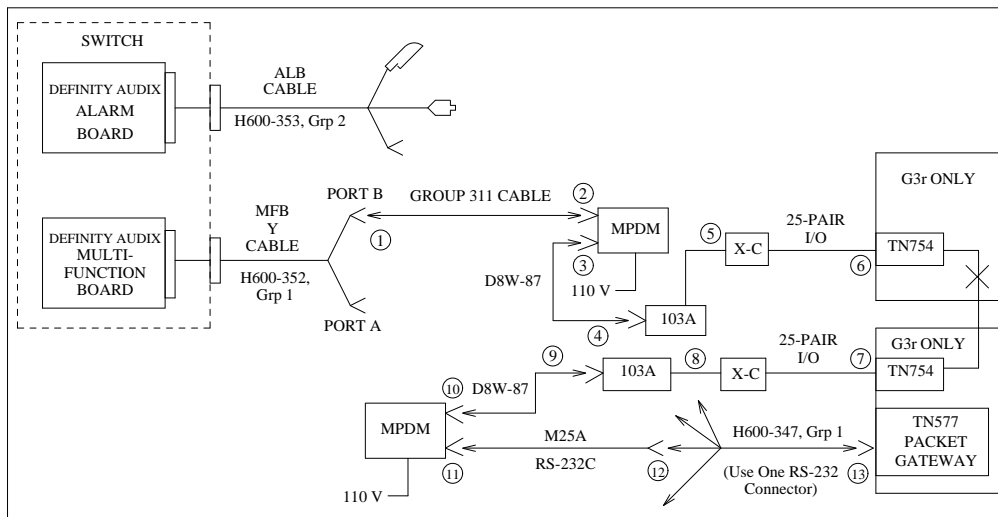 SWITCH
DEFINITY AUDIX
ALARM
BOARD
ALB
CABLE
H600-353, Grp 2
DEFINITY AUDIX
MULTI-
FUNCTION
BOARD
MFB
Y
CABLE
H600-352,
Grp 1
PORT B
PORT A
1
GROUP 311 CABLE
2
MPDM
3
D8W-87
110 V
4
103A
5
X-C
25-PAIR
I/O
6
G3r ONLY
TN754
G3r ONLY
TN754
7
25-PAIR
I/O
X-C
8
103A
9
D8W-87
10
MPDM
11
110 V
M25A
RS-232C
12
H600-347, Grp 1
(Use One RS-232
Connector)
13
TN577
PACKET
GATEWAY